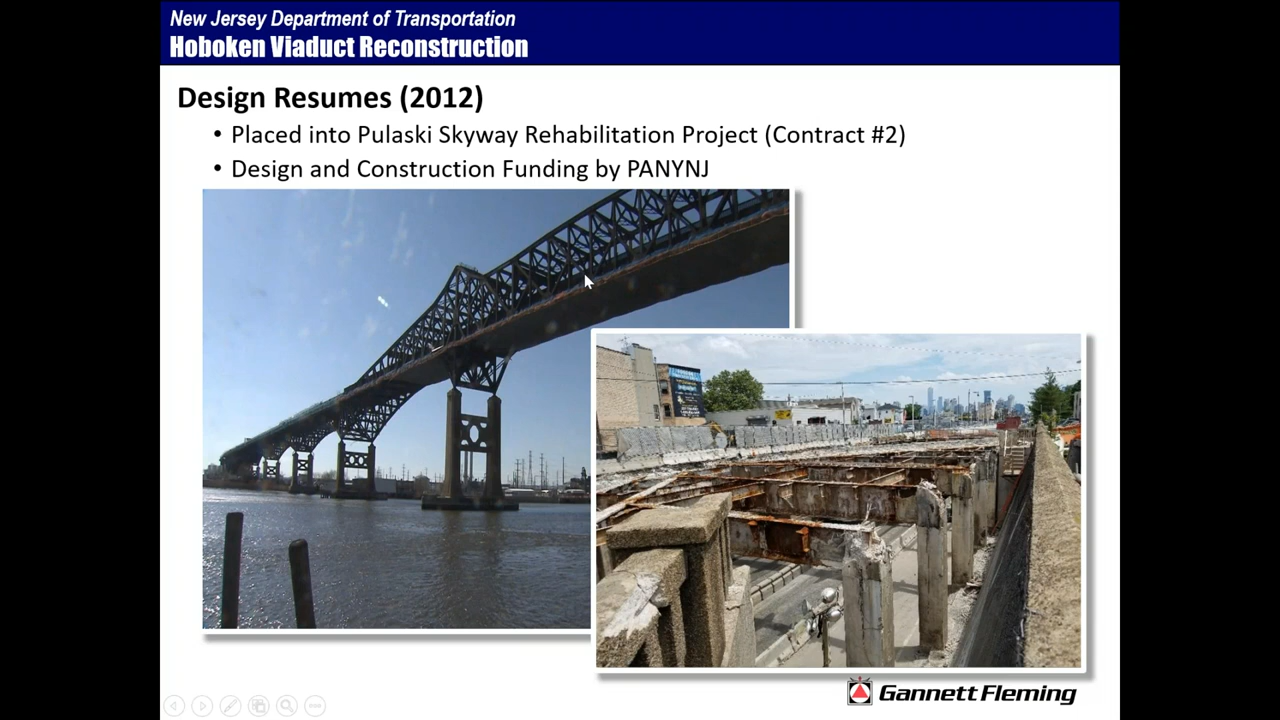 New Jersey Department of Transportation
Hoboken Viaduct Reconstruction
Design Resumes (2012)
• Placed into Pulaski Skyway Rehabilitation Project (Contract #2)
• Design and Construction Funding by PANYNJ
Gannett Fleming